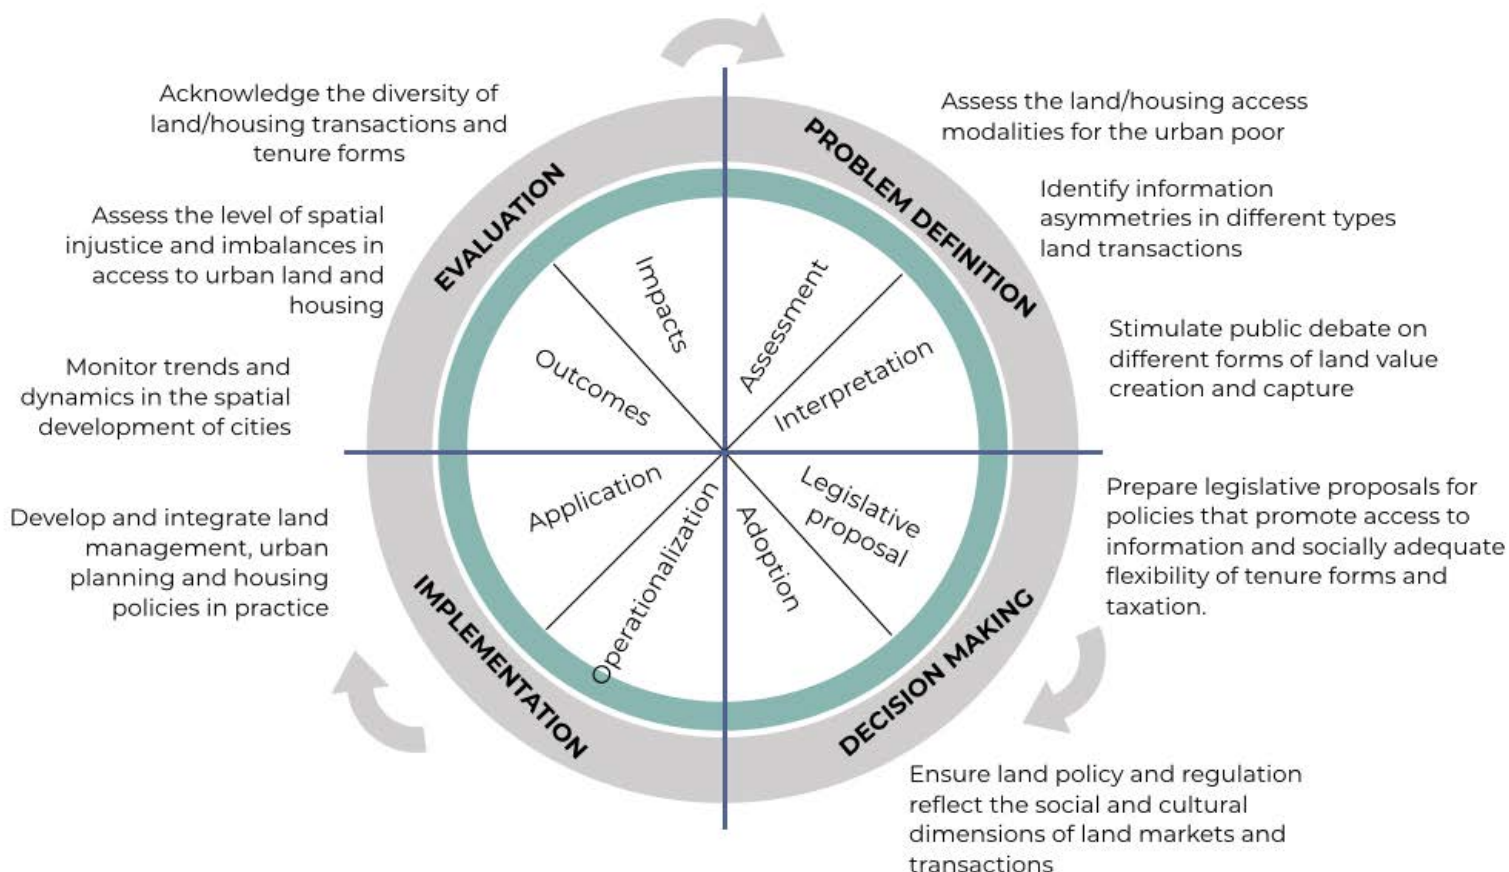 Acknowledge the diversity of
land/housing transactions and
tenure forms
Assess the level of spatial
injustice and imbalances in
access to urban land and
housing
Monitor trends and
dynamics in the spatial
development of cities
Develop and integrate land
management, urban
planning and housing
policies in practice
EVALUATION
PROBLEM DEFINITION
IMPLEMENTATION
DECISION MAKING
Impacts
Outcomes
Assessment
Interpretation
Application
Operationalization
Adoption
Legislative
proposal
Assess the land/housing access
modalities for the urban poor
Identify information
asymmetries in different types
land transactions
Stimulate public debate on
different forms of land value
creation and capture
Prepare legislative proposals for
policies that promote access to
information and socially adequate
flexibility of tenure forms and
taxation.
Ensure land policy and regulation
reflect the social and cultural
dimensions of land markets and
transactions